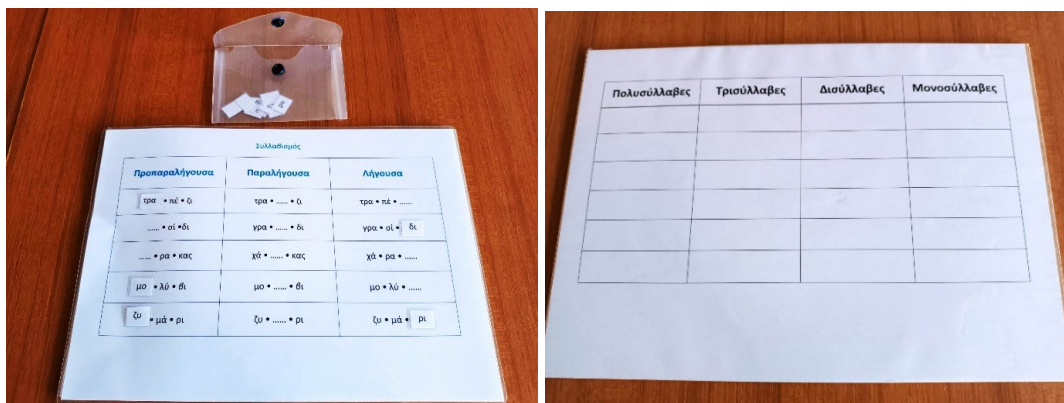 Συλλαβισμός
Προπαραλήγουσα Παραλήγουσα Λήγουσα
τρα • πέ • ζι τρα • ...... • ζι τρα • πέ • ......
...... • σί •δι γρα • ...... • δι γρα • σί • δι
...... • ρα • κας χά • ...... • κας χά • ρα • ......
μο • λύ • βι μο • ...... • βι μο • λύ • ......
ζυ • μά • ρι ζυ • ...... • ρι ζυ • μά • ρι
Πολυσύλλαβες Τρισύλλαβες Δισύλλαβες Μονοσύλλαβες